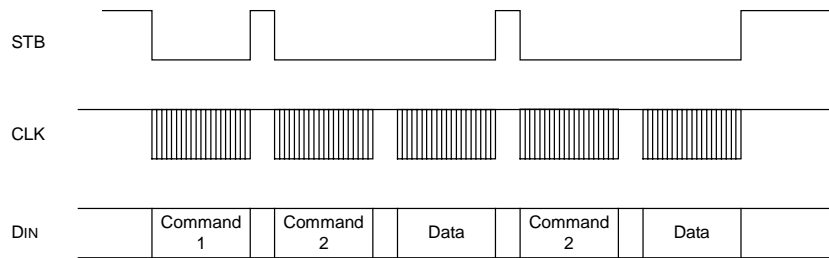 STB
CLK
DIN
Command
1
Command
2
Data
Command
2
Data